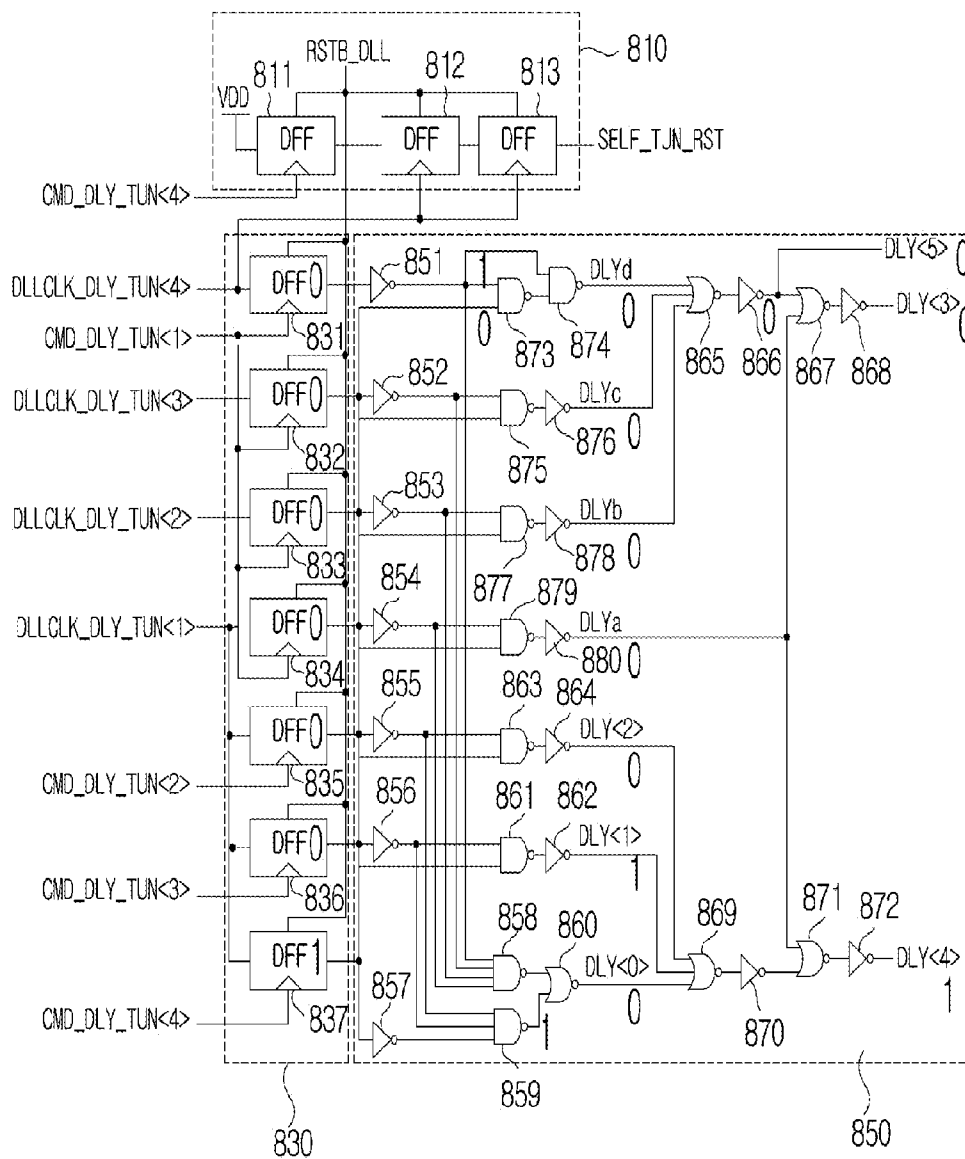 810
RSTB_DLL
811
812
813
VDD
DFF
DFF
DFF
SELF_TJN_RST
CMD_DLY_TUN<4>
DLLCLK_DLY_TUN<4>
DFF0
831
851
1
0
873
874
DLYd
0
865
866
0
867
868
DLY<5>
0
DLY<3>
0
CMD_DLY_TUN<1>
DLLCLK_DLY_TUN<3>
DFF0
832
852
875
876
DLYc
0
DLLCLK_DLY_TUN<2>
DFF0
833
853
877
878
DLYb
0
DLLCLK_DLY_TUN<1>
DFF0
834
854
879
880
DLYa
0
DFF0
835
855
863
864
DLY<2>
0
CMD_DLY_TUN<2>
DFF0
836
856
861
862
DLY<1>
1
CMD_DLY_TUN<3>
DFF1
837
857
858
859
1
860
DLY<0>
0
869
870
871
872
DLY<4>
1
CMD_DLY_TUN<4>
830
850